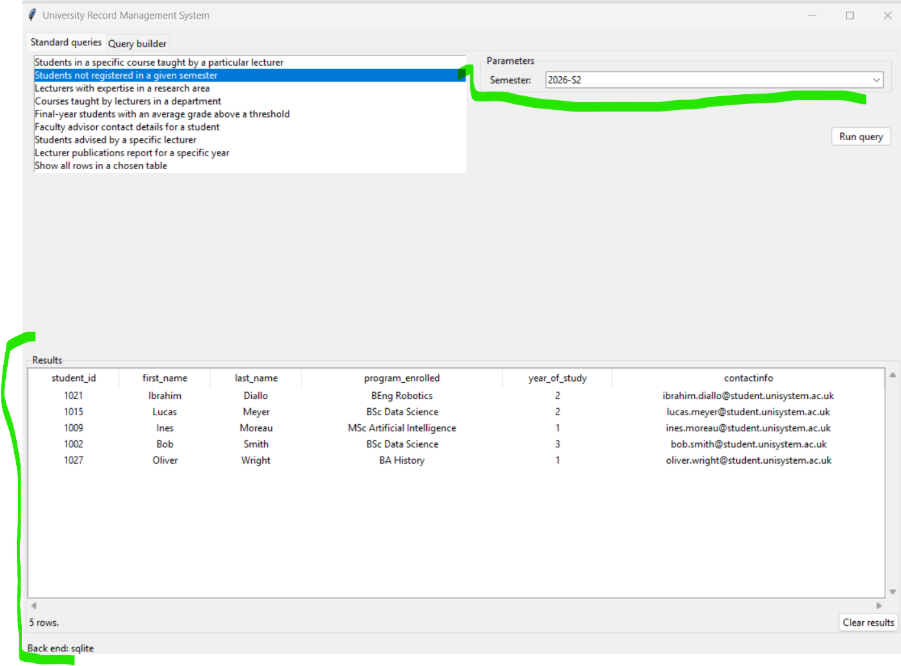 University Record Management System
Standard queries Query builder
Students in a specific course taught by a particular lecturer
Students not registered in a given semester
Lecturers with expertise in a research area
Courses taught by lecturers in a department
Final-year students with an average grade above a threshold
Faculty advisor contact details for a student
Students advised by a specific lecturer
Lecturer publications report for a specific year
Show all rows in a chosen table
Parameters
Semester: 2026-S2
Run query
Results
student_id first_name last_name program_enrolled year_of_study contactinfo
1021 Ibrahim Diallo BEng Robotics 2 ibrahim.diallo@student.unisystem.ac.uk
1015 Lucas Meyer BSc Data Science 2 lucas.meyer@student.unisystem.ac.uk
1009 Ines Moreau MSc Artificial Intelligence 1 ines.moreau@student.unisystem.ac.uk
1002 Bob Smith BSc Data Science 3 bob.smith@student.unisystem.ac.uk
1027 Oliver Wright BA History 1 oliver.wright@student.unisystem.ac.uk
5 rows.
Clear results
Back end: sqlite